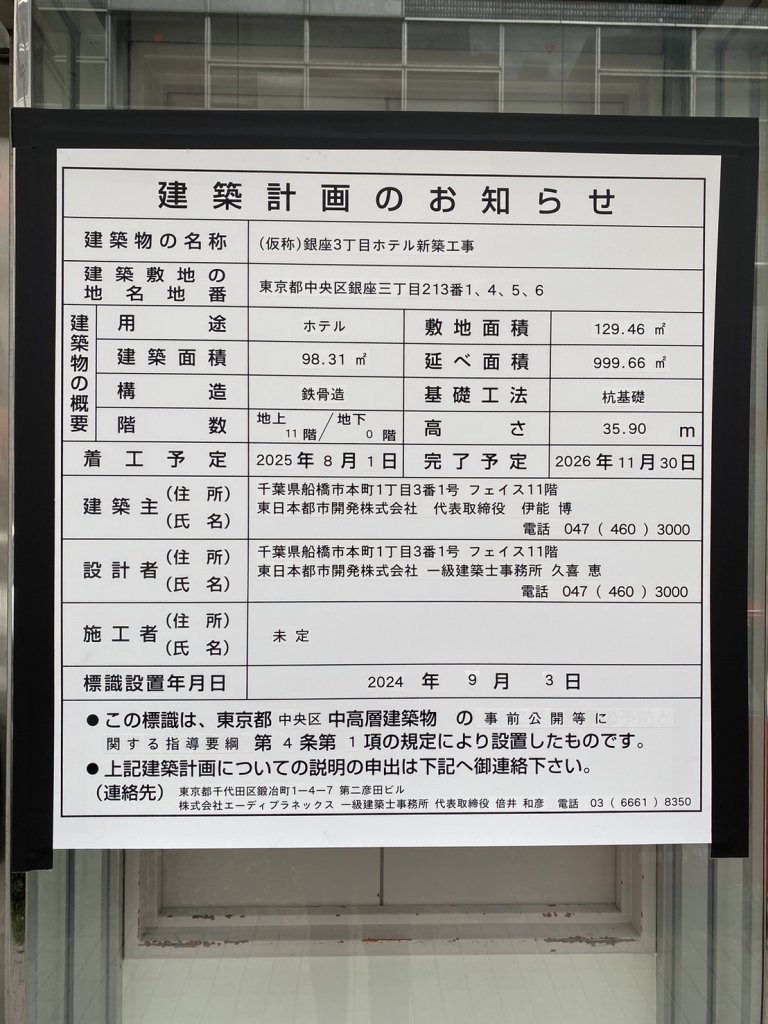 建築計画のお知らせ
建築物の名称 (仮称)銀座3丁目ホテル新築工事
建築敷地の地名地番 東京都中央区銀座三丁目213番1、4、5、6
建築物の概要
用途 ホテル 敷地面積 129.46 ㎡
建築面積 98.31 ㎡ 延べ面積 999.66 ㎡
構造 鉄骨造 基礎工法 杭基礎
階数 地上 11 階/地下 0 階 高さ 35.90 m
着工予定 2025年8月1日 完了予定 2026年11月30日
建築主 (住所) 千葉県船橋市本町1丁目3番1号 フェイス11階
(氏名) 東日本都市開発株式会社 代表取締役 伊能 博
電話 047 ( 460 ) 3000
設計者 (住所) 千葉県船橋市本町1丁目3番1号 フェイス11階
(氏名) 東日本都市開発株式会社 一級建築士事務所 久喜 恵
電話 047 ( 460 ) 3000
施工者 (住所) (氏名) 未定
標識設置年月日 2024 年 9 月 3 日
●この標識は、東京都 中央区 中高層建築物 の 事前公開等に
関する指導要綱 第4条第1項の規定により設置したものです。
●上記建築計画についての説明の申出は下記へ御連絡下さい。
(連絡先) 東京都千代田区鍛冶町1-4-7 第二彦田ビル
株式会社エーディプラネックス 一級建築士事務所 代表取締役 倍井 和彦 電話 03 ( 6661 ) 8350